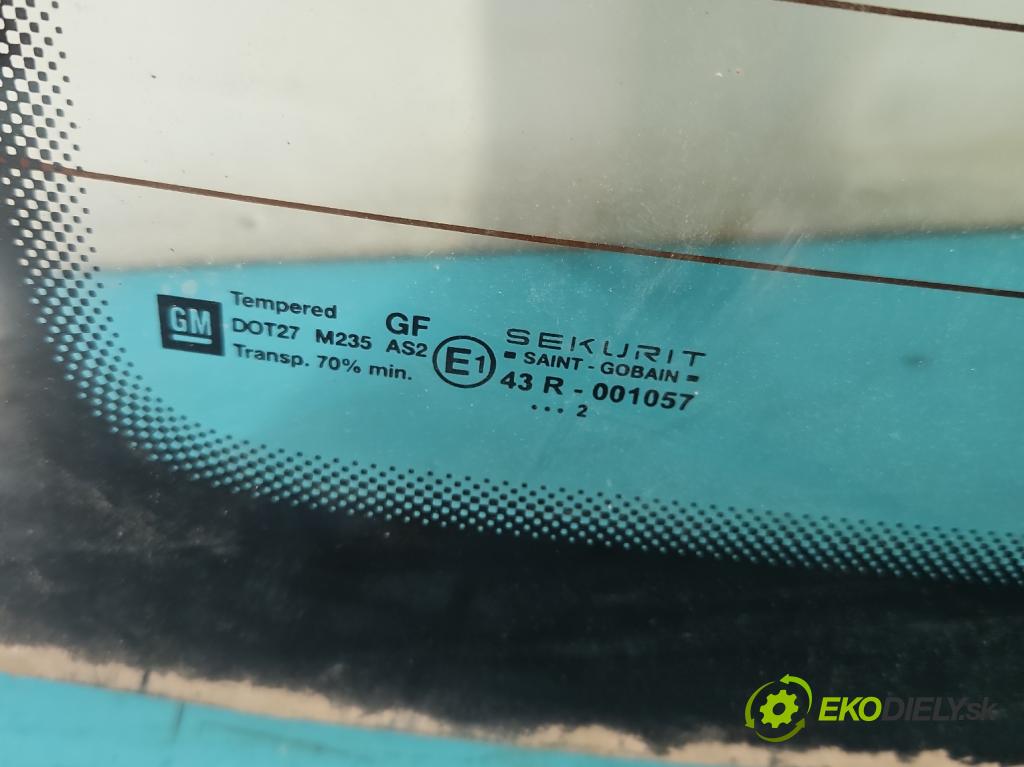 GM
Tempered
DOT27 M235 AS2
Transp. 70% min.
GF
E1
SEKURIT
SAINT - GOBAIN
43 R - 001057
... 2
EKODIELY.sk